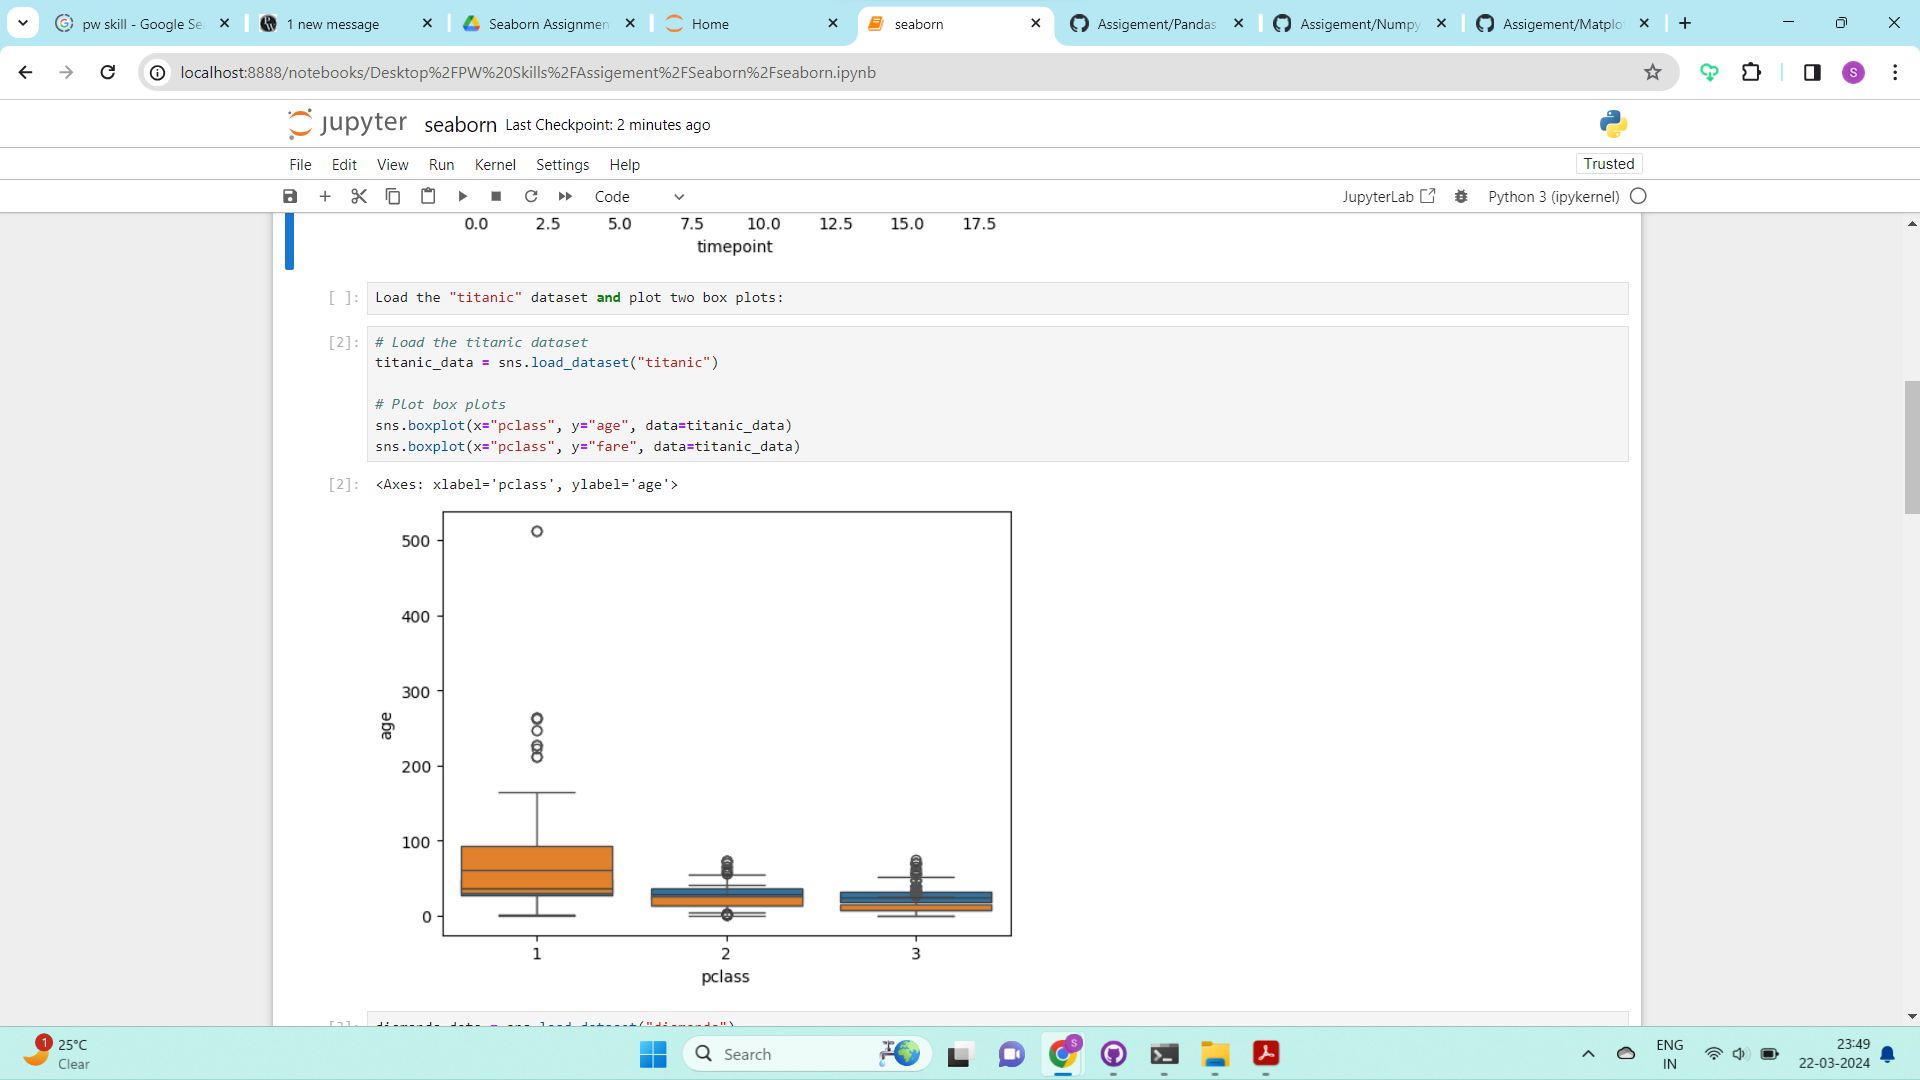 pw skill - Google Se
1 new message
Seaborn Assignmen
Home
seaborn
Assigement/Pandas
Assigement/Numpy
Assigement/Matplo
localhost:8888/notebooks/Desktop%2FPW%20Skills%2FAssigement%2FSeaborn%2Fseaborn.ipynb
S
jupyter seaborn Last Checkpoint: 2 minutes ago
File Edit View Run Kernel Settings Help
Trusted
Code
JupyterLab
Python 3 (ipykernel)
0.0 2.5 5.0 7.5 10.0 12.5 15.0 17.5
timepoint
[ ]: Load the "titanic" dataset and plot two box plots:
[2]: # Load the titanic dataset
titanic_data = sns.load_dataset("titanic")
# Plot box plots
sns.boxplot(x="pclass", y="age", data=titanic_data)
sns.boxplot(x="pclass", y="fare", data=titanic_data)
[2]: <Axes: xlabel='pclass', ylabel='age'>
500
400
300
age
200
100
0
1 2 3
pclass
[3]: diamonds_data = sns.load_dataset("diamonds")
1
25°C
Clear
Search
S
ENG
IN
23:49
22-03-2024